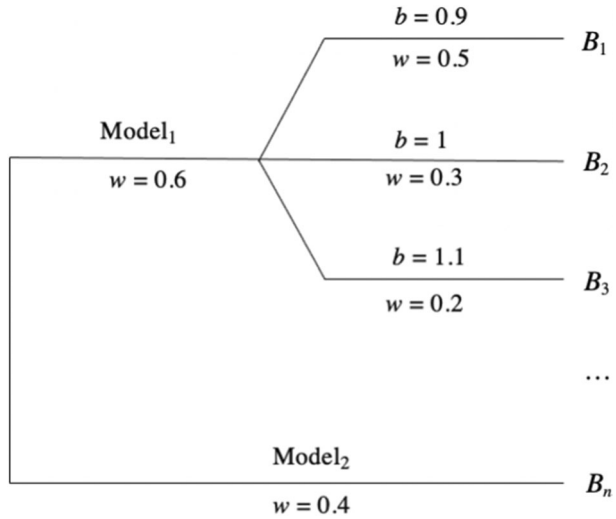 b = 0.9
B₁
w = 0.5
Model₁
w = 0.6
b = 1
B₂
w = 0.3
b = 1.1
B₃
w = 0.2
...
Model₂
Bₙ
w = 0.4